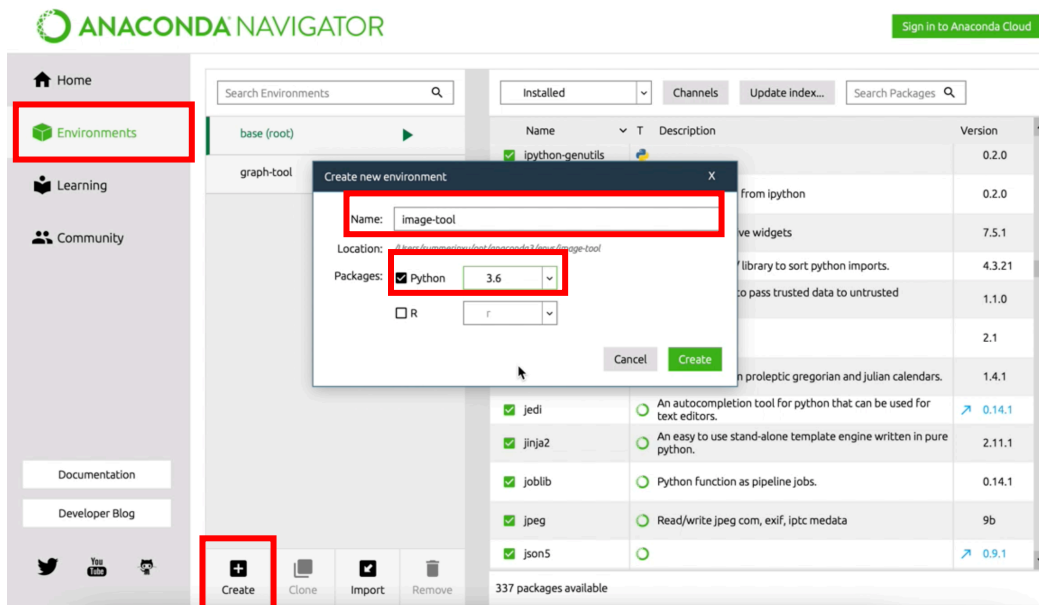 ANACONDA NAVIGATOR
Sign in to Anaconda Cloud
Home
Environments
Learning
Community
Documentation
Developer Blog
You
Tube
Search Environments
base (root)
graph-tool
Create
Clone
Import
Remove
Installed
Channels
Update index...
Search Packages
Name
T
Description
Version
ipython-genutils
0.2.0
from ipython
0.2.0
ve widgets
7.5.1
/ library to sort python imports.
4.3.21
to pass trusted data to untrusted
1.1.0
2.1
n proleptic gregorian and julian calendars.
1.4.1
jedi
An autocompletion tool for python that can be used for
text editors.
0.14.1
jinja2
An easy to use stand-alone template engine written in pure
python.
2.11.1
joblib
Python function as pipeline jobs.
0.14.1
jpeg
Read/write jpeg com, exif, iptc medata
9b
json5
0.9.1
337 packages available
Create new environment
X
Name:
image-tool
Location:
/image-tool
Packages:
Python
3.6
R
r
Cancel
Create